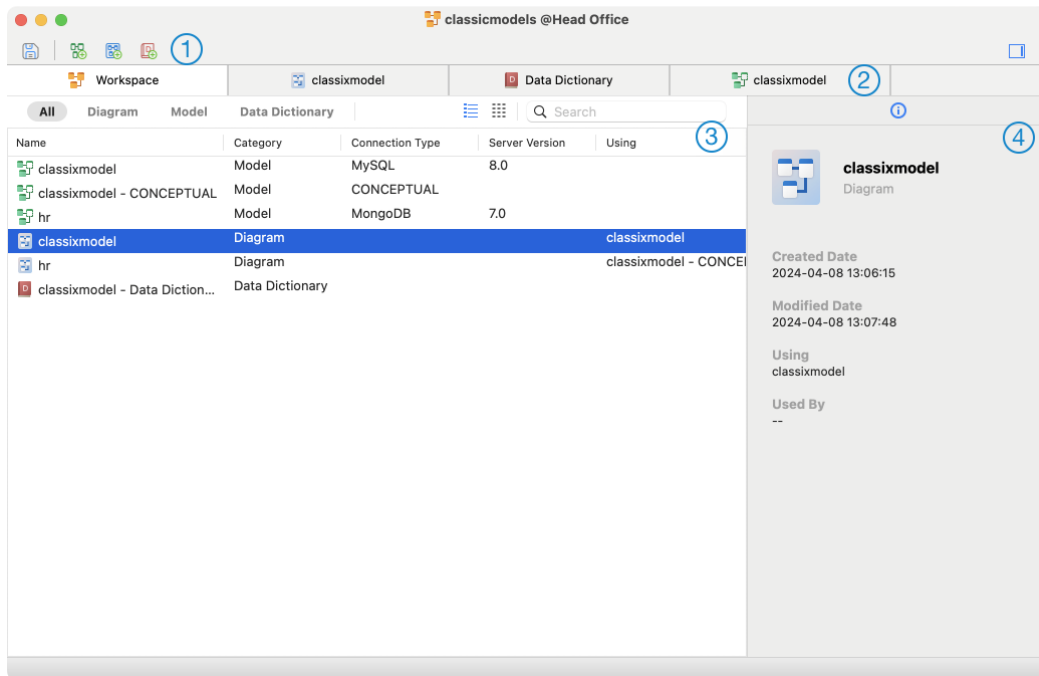 classicmodels @Head Office
1
Workspace classixmodel Data Dictionary classixmodel 2
All Diagram Model Data Dictionary Search
Name Category Connection Type Server Version Using 3 4
classixmodel Model MySQL 8.0
classixmodel - CONCEPTUAL Model CONCEPTUAL
hr Model MongoDB 7.0
classixmodel Diagram classixmodel
hr Diagram classixmodel - CONCEI
classixmodel - Data Diction... Data Dictionary
classixmodel
Diagram
Created Date
2024-04-08 13:06:15
Modified Date
2024-04-08 13:07:48
Using
classixmodel
Used By
--